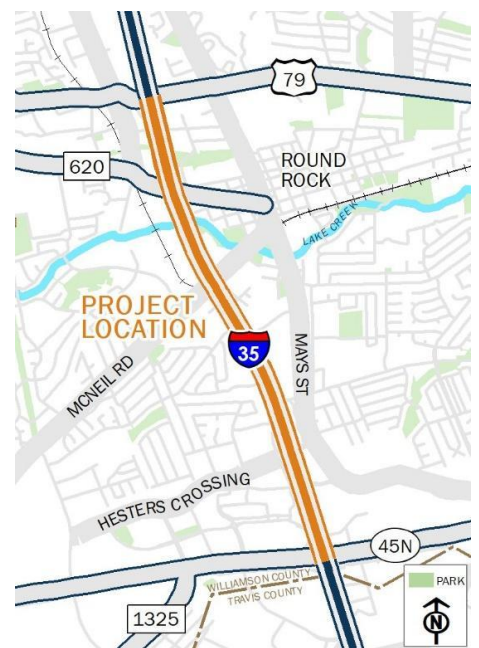 79
620
ROUND
ROCK
LAKE CREEK
PROJECT
LOCATION
35
MAYS ST
MCNEIL RD
HESTERS CROSSING
45N
WILLIAMSON COUNTY
TRAVIS COUNTY
PARK
1325
N